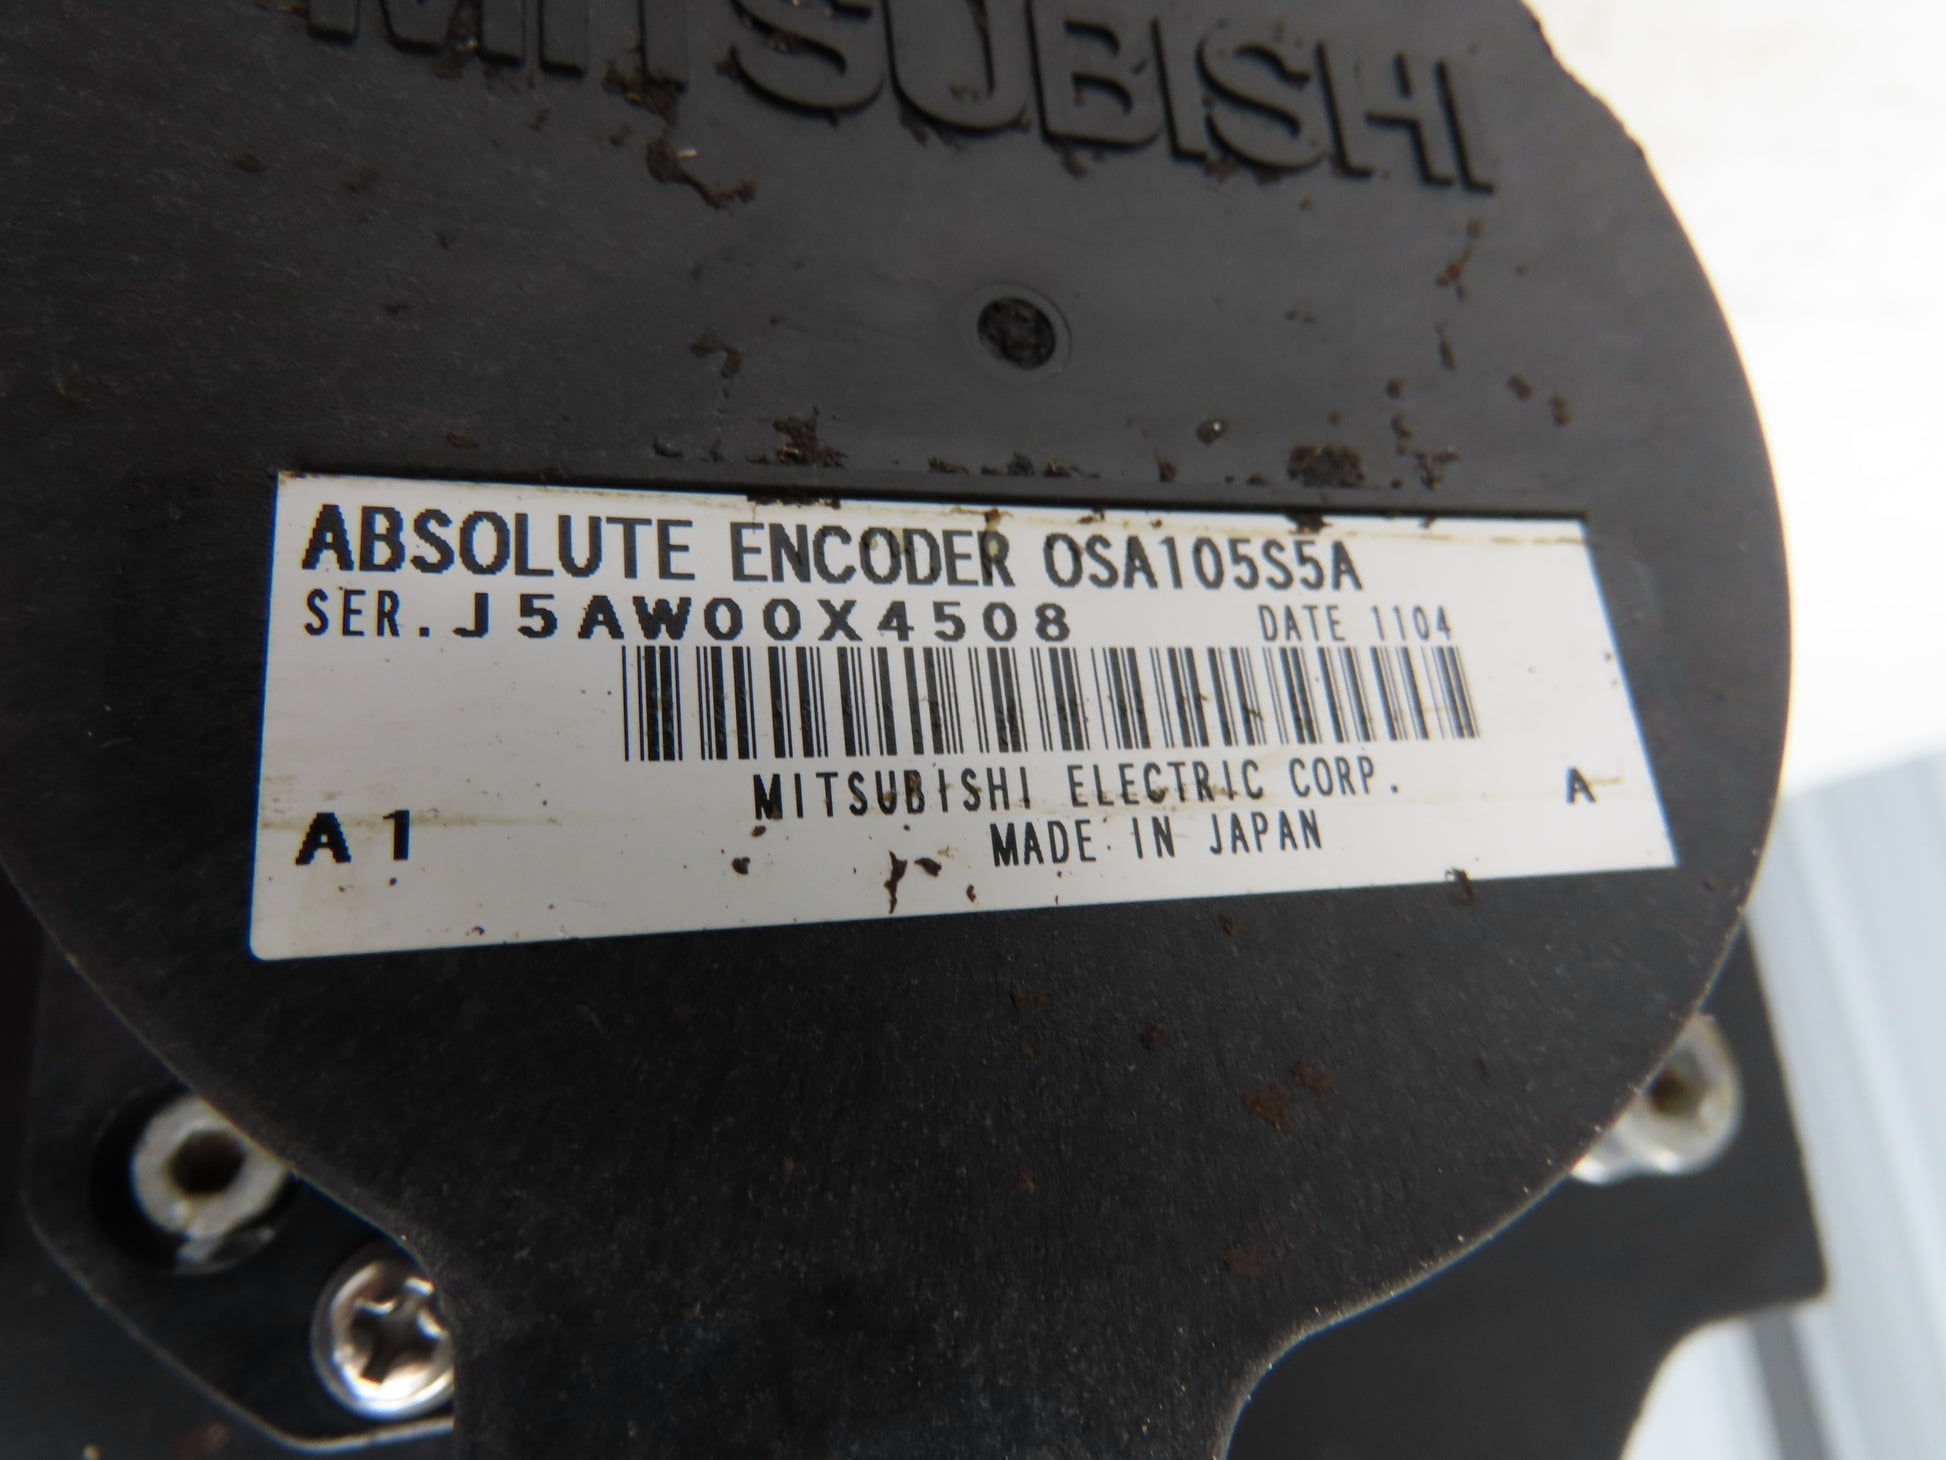 MITSUBISHI
ABSOLUTE ENCODER OSA105S5A
SER.J5AW00X4508 DATE 1104
MITSUBISHI ELECTRIC CORP. A
A1 MADE IN JAPAN